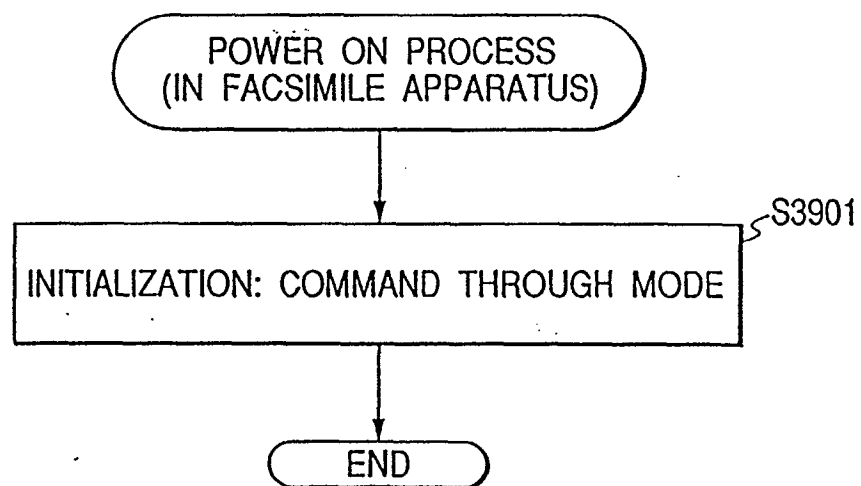 POWER ON PROCESS
(IN FACSIMILE APPARATUS)
S3901
INITIALIZATION: COMMAND THROUGH MODE
END